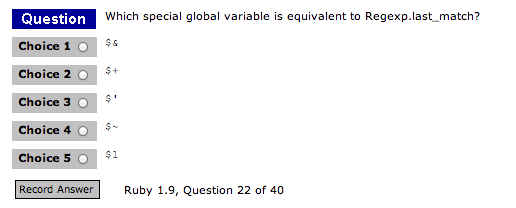 Question Which special global variable is equivalent to Regexp.last_match?
Choice 1 $&
Choice 2 $+
Choice 3 $'
Choice 4 $~
Choice 5 $1
Record Answer Ruby 1.9, Question 22 of 40